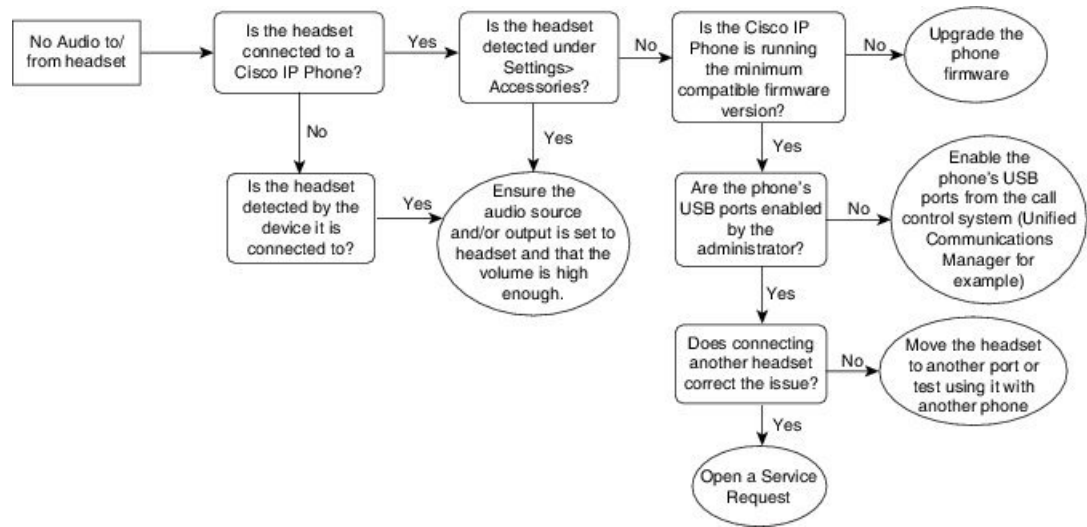 No Audio to/
from headset
Is the headset
connected to a
Cisco IP Phone?
Yes
Is the headset
detected under
Settings>
Accessories?
No
Is the Cisco IP
Phone is running
the minimum
compatible firmware
version?
No
Upgrade the
phone
firmware
No
Yes
Yes
Is the headset
detected by the
device it is
connected to?
Yes
Ensure the
audio source
and/or output is set to
headset and that the
volume is high
enough.
Are the phone's
USB ports enabled
by the
administrator?
No
Enable the
phone's USB
ports from the call
control system (Unified
Communications
Manager for
example)
Yes
Does connecting
another headset
correct the issue?
No
Move the headset
to another port or
test using it with
another phone
Yes
Open a Service
Request